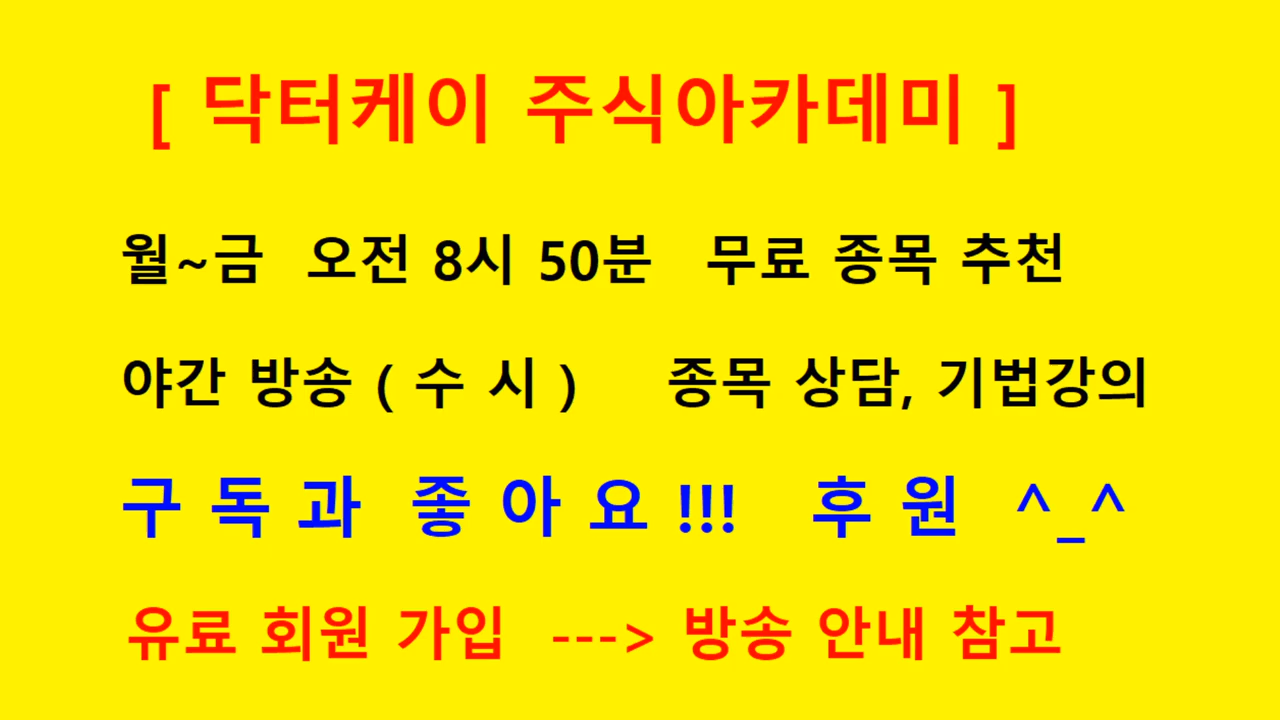 [ 닥터케이 주식아카데미 ]
월~금 오전 8시 50분 무료 종목 추천
야간 방송 ( 수 시 ) 종목 상담, 기법강의
구 독 과 좋 아 요 !!! 후 원 ^_^
유료 회원 가입 ---> 방송 안내 참고